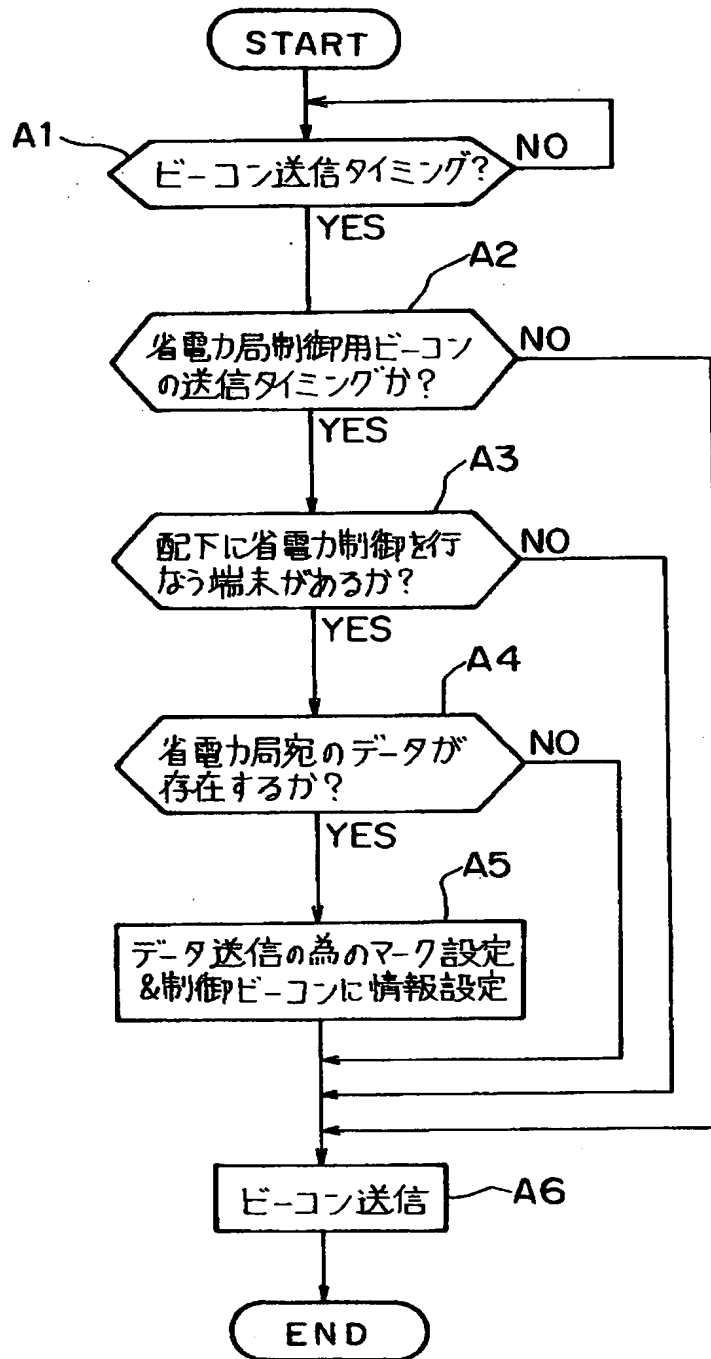 START
A1
ビーコン送信タイミング?
NO
YES
A2
省電力局制御用ビーコン
の送信タイミングか?
NO
YES
A3
配下に省電力制御を行
なう端末があるか?
NO
YES
A4
省電力局宛のデータが
存在するか?
NO
YES
A5
データ送信の為のマーク設定
&制御ビーコンに情報設定
ビーコン送信
A6
END